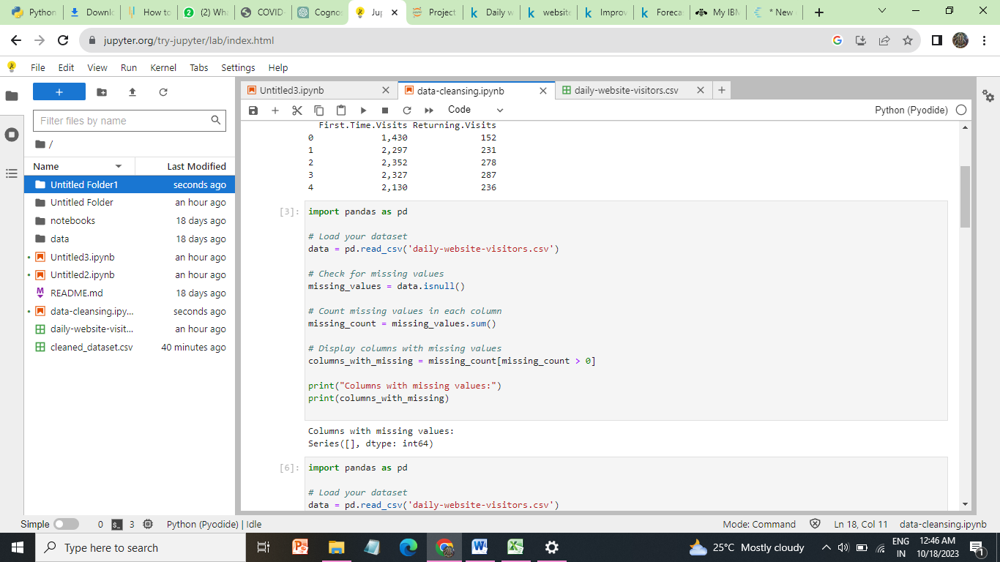 Python
Downlo
How to
2 (2) Wha
COVID-
Cognos
Jup
Project
Daily w
website
Improv
Foreca
My IBM
* New
jupyter.org/try-jupyter/lab/index.html
File Edit View Run Kernel Tabs Settings Help
Filter files by name
/
Name Last Modified
Untitled Folder1 seconds ago
Untitled Folder an hour ago
notebooks 18 days ago
data 18 days ago
Untitled3.ipynb an hour ago
Untitled2.ipynb an hour ago
README.md 18 days ago
data-cleansing.ipy... seconds ago
daily-website-visit... an hour ago
cleaned_dataset.csv 40 minutes ago
Untitled3.ipynb data-cleansing.ipynb daily-website-visitors.csv
Code Python (Pyodide)
First.Time.Visits Returning.Visits
0 1,430 152
1 2,297 231
2 2,352 278
3 2,327 287
4 2,130 236
[3]: import pandas as pd
# Load your dataset
data = pd.read_csv('daily-website-visitors.csv')
# Check for missing values
missing_values = data.isnull()
# Count missing values in each column
missing_count = missing_values.sum()
# Display columns with missing values
columns_with_missing = missing_count[missing_count > 0]
print("Columns with missing values:")
print(columns_with_missing)
Columns with missing values:
Series([], dtype: int64)
[6]: import pandas as pd
# Load your dataset
data = pd.read_csv('daily-website-visitors.csv')
Simple 0 3 Python (Pyodide) | Idle Mode: Command Ln 18, Col 11 data-cleansing.ipynb
Type here to search 25°C Mostly cloudy ENG 12:46 AM
IN 10/18/2023 1